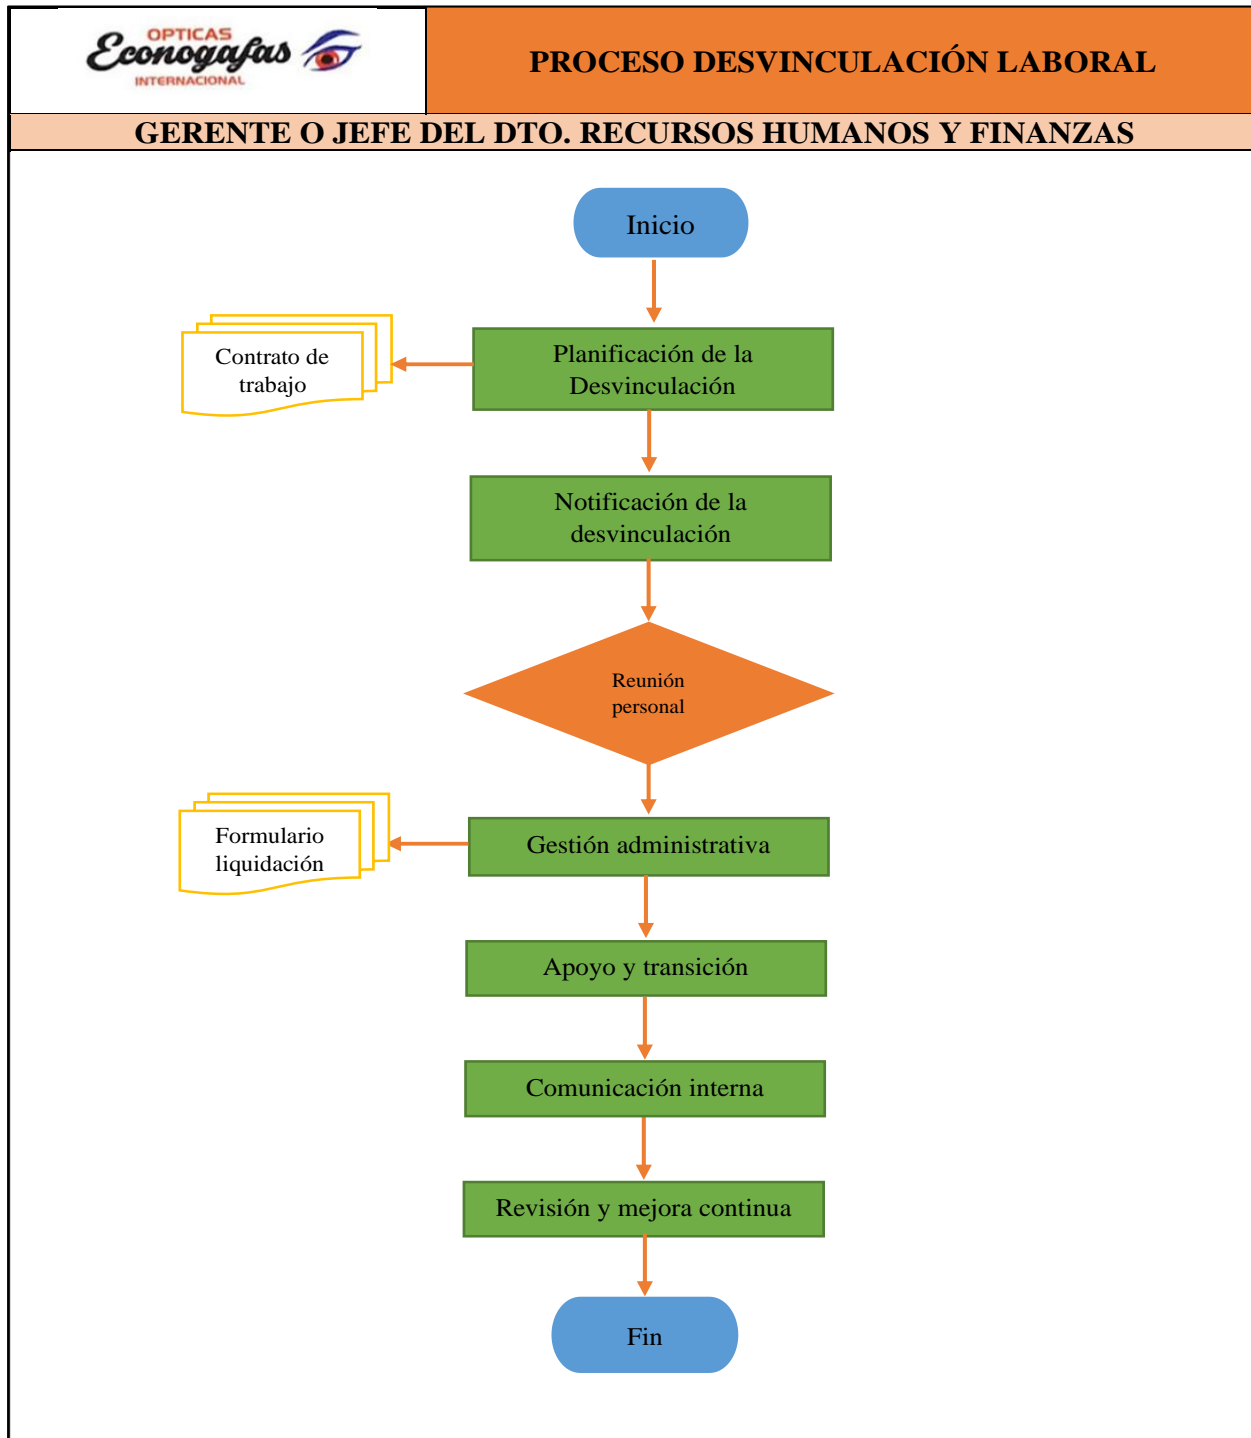 OPTICAS
Econogafas
INTERNACIONAL
PROCESO DESVINCULACIÓN LABORAL
GERENTE O JEFE DEL DTO. RECURSOS HUMANOS Y FINANZAS
Inicio
Contrato de
trabajo
Planificación de la
Desvinculación
Notificación de la
desvinculación
Reunión
personal
Formulario
liquidación
Gestión administrativa
Apoyo y transición
Comunicación interna
Revisión y mejora continua
Fin